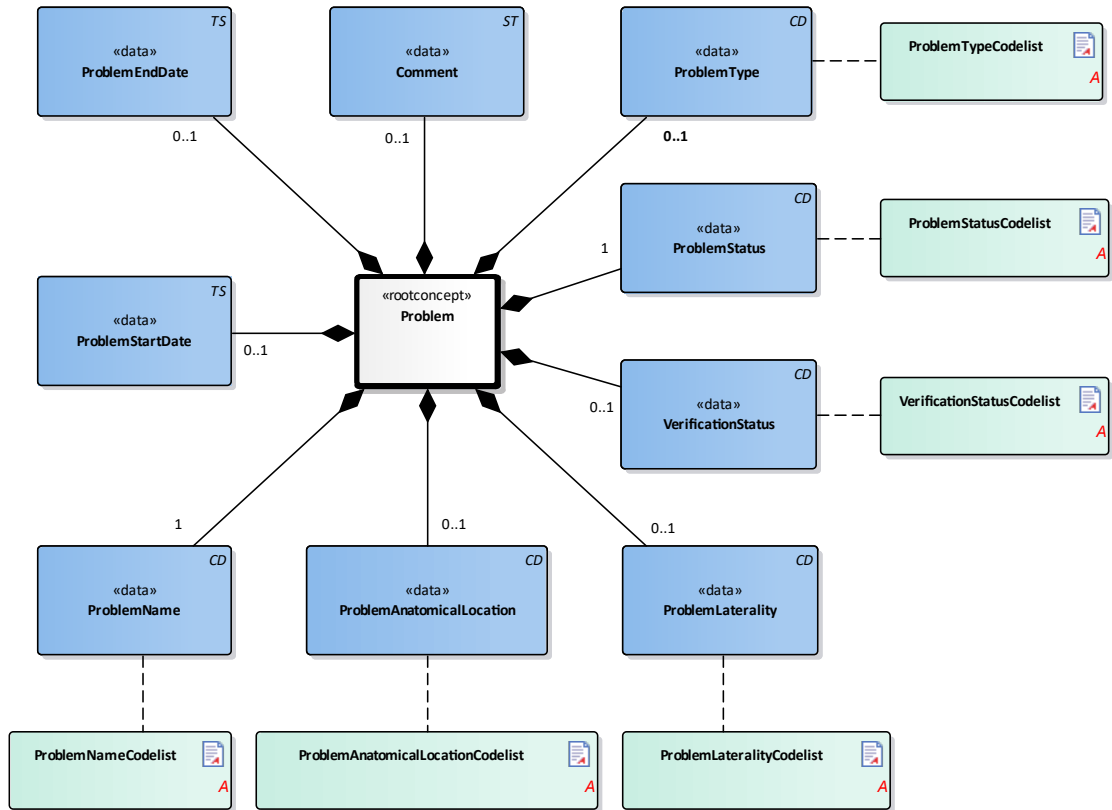 TS
«data»
ProblemEndDate
0..1
ST
«data»
Comment
0..1
CD
«data»
ProblemType
0..1
ProblemTypeCodelist
A
CD
«data»
ProblemStatus
1
ProblemStatusCodelist
A
TS
«data»
ProblemStartDate
0..1
«rootconcept»
Problem
CD
«data»
VerificationStatus
0..1
VerificationStatusCodelist
A
1
0..1
0..1
CD
«data»
ProblemName
CD
«data»
ProblemAnatomicalLocation
CD
«data»
ProblemLaterality
ProblemNameCodelist
A
ProblemAnatomicalLocationCodelist
A
ProblemLateralityCodelist
A